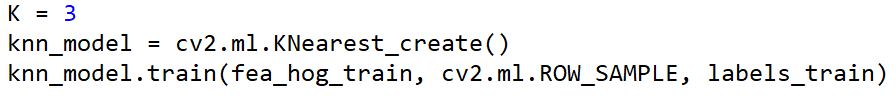 K = 3
knn_model = cv2.ml.KNearest_create()
knn_model.train(fea_hog_train, cv2.ml.ROW_SAMPLE, labels_train)